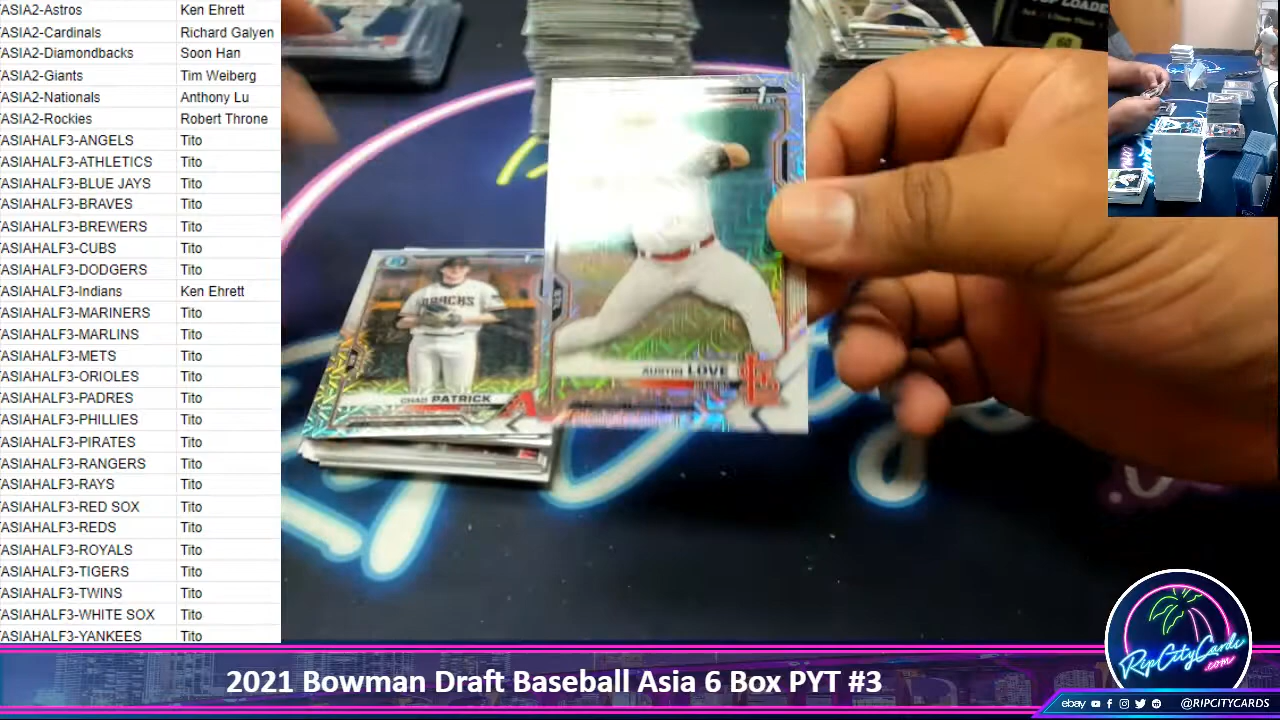 ASIA2-Astros Ken Ehrett
ASIA2-Cardinals Richard Galyen
ASIA2-Diamondbacks Soon Han
ASIA2-Giants Tim Weiberg
ASIA2-Nationals Anthony Lu
ASIA2-Rockies Robert Throne
ASIAHALF3-ANGELS Tito
ASIAHALF3-ATHLETICS Tito
ASIAHALF3-BLUE JAYS Tito
ASIAHALF3-BRAVES Tito
ASIAHALF3-BREWERS Tito
ASIAHALF3-CUBS Tito
ASIAHALF3-DODGERS Tito
ASIAHALF3-Indians Ken Ehrett
ASIAHALF3-MARINERS Tito
ASIAHALF3-MARLINS Tito
ASIAHALF3-METS Tito
ASIAHALF3-ORIOLES Tito
ASIAHALF3-PADRES Tito
ASIAHALF3-PHILLIES Tito
ASIAHALF3-PIRATES Tito
ASIAHALF3-RANGERS Tito
ASIAHALF3-RAYS Tito
ASIAHALF3-RED SOX Tito
ASIAHALF3-REDS Tito
ASIAHALF3-ROYALS Tito
ASIAHALF3-TIGERS Tito
ASIAHALF3-TWINS Tito
ASIAHALF3-WHITE SOX Tito
ASIAHALF3-YANKEES Tito
TOP LOADER
1ST
AUSTIN LOVE
CHAD PATRICK
RipCityCards
.com
2021 Bowman Draft Baseball Asia 6 Box PYT #3
ebay @RIPCITYCARDS